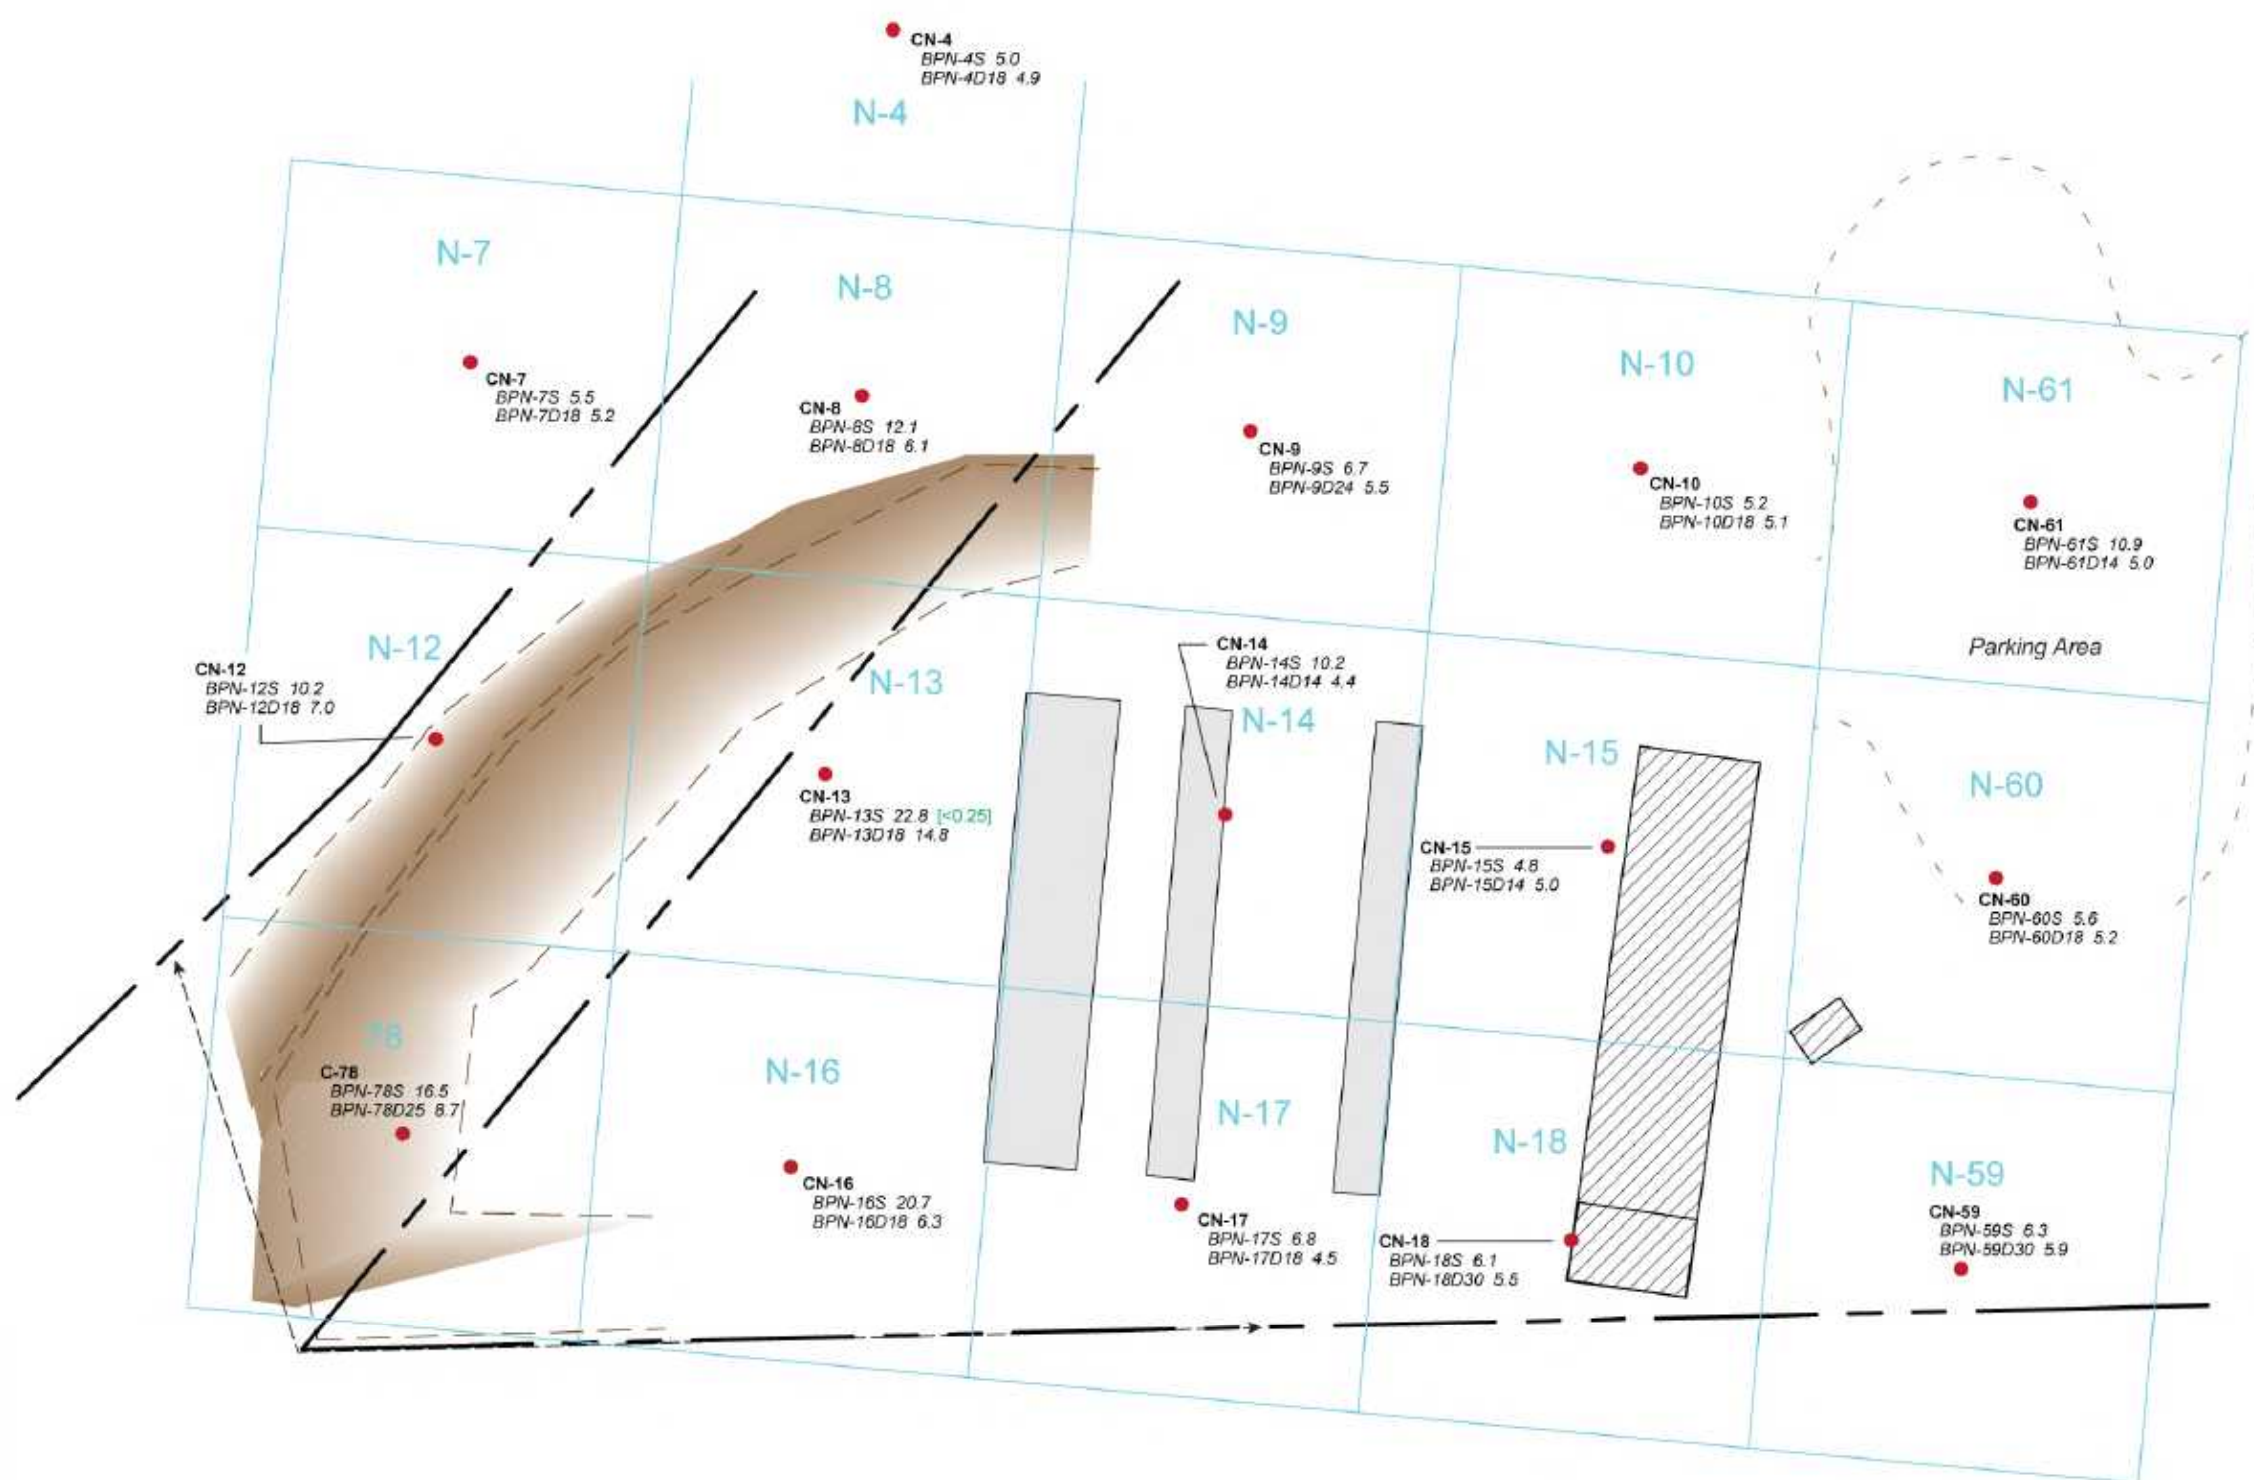 CN-4
BPN-4S 5.0
BPN-4D18 4.9
N-4
N-7
CN-7
BPN-7S 5.5
BPN-7D18 5.2
N-8
CN-8
BPN-8S 12.1
BPN-8D18 6.1
N-9
CN-9
BPN-9S 6.7
BPN-9D24 5.5
N-10
CN-10
BPN-10S 5.2
BPN-10D18 5.1
N-61
CN-61
BPN-61S 10.9
BPN-61D14 5.0
Parking Area
N-12
CN-12
BPN-12S 10.2
BPN-12D18 7.0
N-13
CN-13
BPN-13S 22.8 [<0.25]
BPN-13D18 14.8
CN-14
BPN-14S 10.2
BPN-14D14 4.4
N-14
N-15
CN-15
BPN-15S 4.8
BPN-15D14 5.0
N-60
CN-60
BPN-60S 5.6
BPN-60D18 5.2
78
C-78
BPN-78S 16.5
BPN-78D25 8.7
N-16
CN-16
BPN-16S 20.7
BPN-16D18 6.3
N-17
CN-17
BPN-17S 6.8
BPN-17D18 4.5
N-18
CN-18
BPN-18S 6.1
BPN-18D30 5.5
N-59
CN-59
BPN-59S 6.3
BPN-59D30 5.9